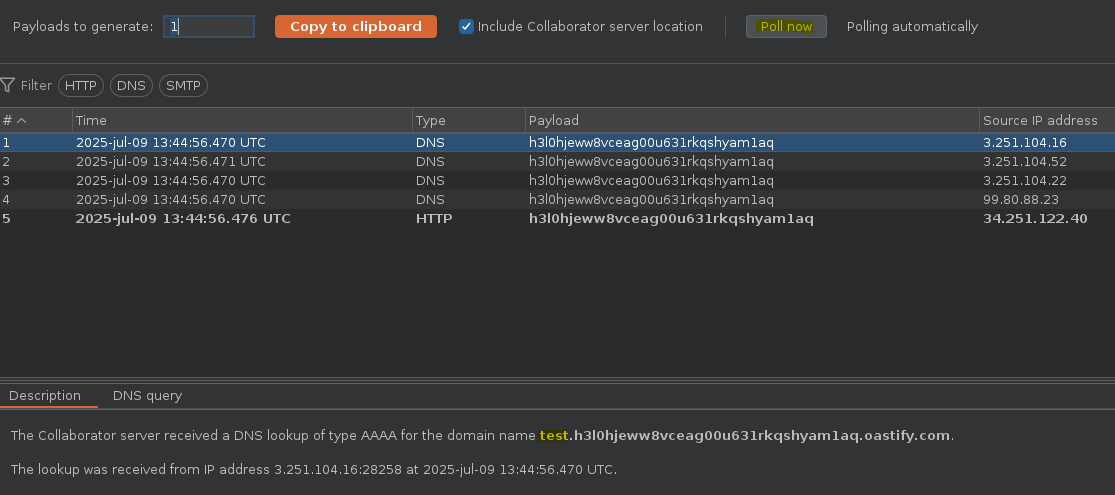 Payloads to generate: 1 Copy to clipboard Include Collaborator server location Poll now Polling automatically
Filter HTTP DNS SMTP
# Time Type Payload Source IP address
1 2025-jul-09 13:44:56.470 UTC DNS h3l0hjeww8vceag00u631rkqshyam1aq 3.251.104.16
2 2025-jul-09 13:44:56.471 UTC DNS h3l0hjeww8vceag00u631rkqshyam1aq 3.251.104.52
3 2025-jul-09 13:44:56.470 UTC DNS h3l0hjeww8vceag00u631rkqshyam1aq 3.251.104.22
4 2025-jul-09 13:44:56.470 UTC DNS h3l0hjeww8vceag00u631rkqshyam1aq 99.80.88.23
5 2025-jul-09 13:44:56.476 UTC HTTP h3l0hjeww8vceag00u631rkqshyam1aq 34.251.122.40
Description DNS query
The Collaborator server received a DNS lookup of type AAAA for the domain name test.h3l0hjeww8vceag00u631rkqshyam1aq.oastify.com.
The lookup was received from IP address 3.251.104.16:28258 at 2025-jul-09 13:44:56.470 UTC.